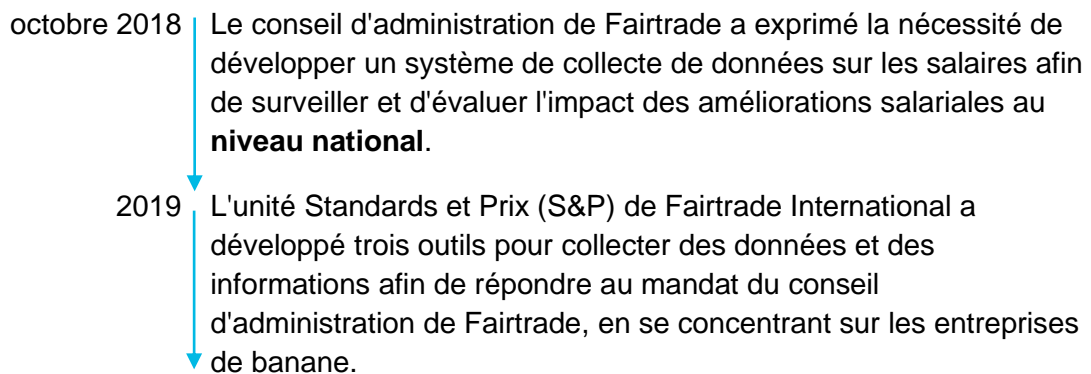 octobre 2018 Le conseil d'administration de Fairtrade a exprimé la nécessité de
développer un système de collecte de données sur les salaires afin
de surveiller et d'évaluer l'impact des améliorations salariales au
niveau national.
2019 L'unité Standards et Prix (S&P) de Fairtrade International a
développé trois outils pour collecter des données et des
informations afin de répondre au mandat du conseil
d'administration de Fairtrade, en se concentrant sur les entreprises
de banane.